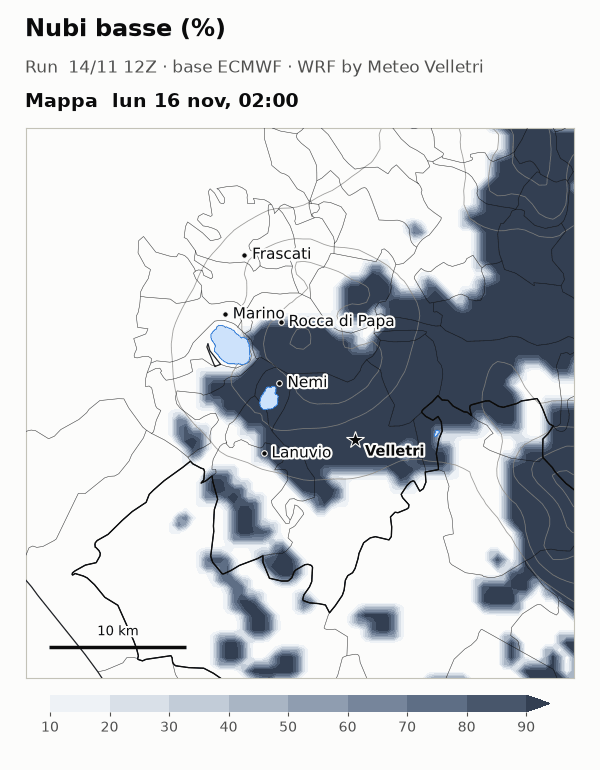 Nubi basse (%)
Run  14/11 12Z · base ECMWF · WRF by Meteo Velletri
Mappa  lun 16 nov, 02:00
Frascati
Marino
Rocca di Papa
Nemi
Velletri
Lanuvio
10 km
10 20 30 40 50 60 70 80 90